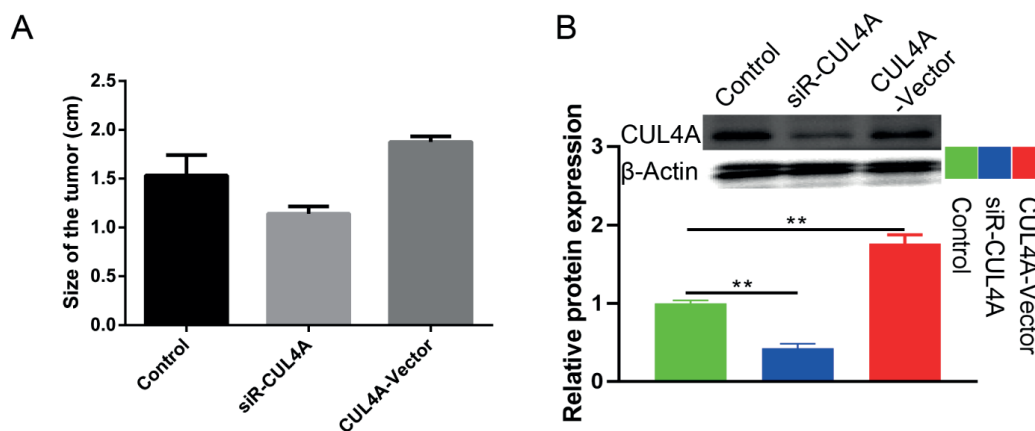 A
Size of the tumor (cm)
2.5
2.0
1.5
1.0
0.5
0.0
Control
siR-CUL4A
CUL4A-Vector
B
Control
siR-CUL4A
CUL4A
-Vector
CUL4A
β-Actin
Relative protein expression
3
2
1
0
**
**
Control
siR-CUL4A
CUL4A-Vector